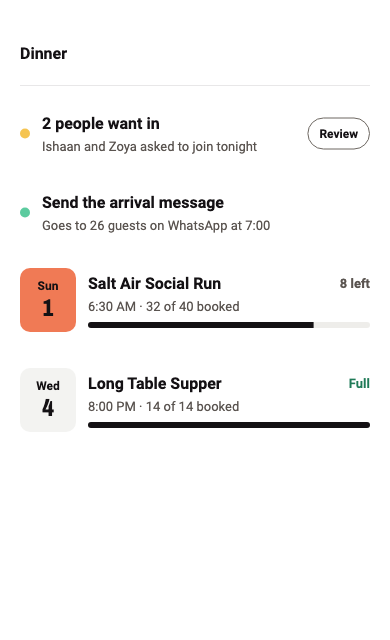 Dinner
2 people want in
Ishaan and Zoya asked to join tonight
Review
Send the arrival message
Goes to 26 guests on WhatsApp at 7:00
Sun
1
Salt Air Social Run
8 left
6:30 AM · 32 of 40 booked
Wed
4
Long Table Supper
Full
8:00 PM · 14 of 14 booked